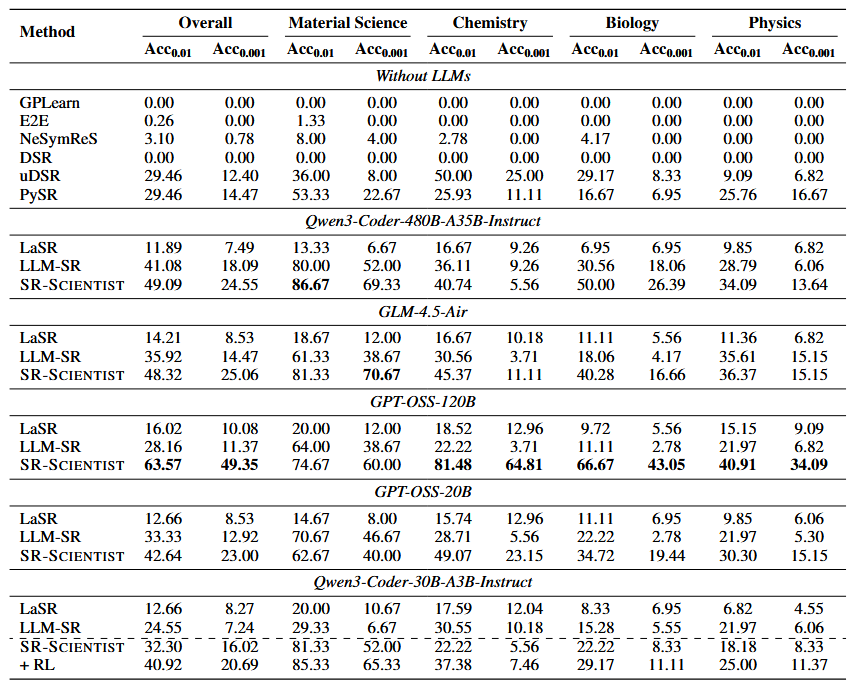 Method Overall Material Science Chemistry Biology Physics
Acc0.01 Acc0.001 Acc0.01 Acc0.001 Acc0.01 Acc0.001 Acc0.01 Acc0.001 Acc0.01 Acc0.001
Without LLMs
GPLearn 0.00 0.00 0.00 0.00 0.00 0.00 0.00 0.00 0.00 0.00
E2E 0.26 0.00 1.33 0.00 0.00 0.00 0.00 0.00 0.00 0.00
NeSymReS 3.10 0.78 8.00 4.00 2.78 0.00 4.17 0.00 0.00 0.00
DSR 0.00 0.00 0.00 0.00 0.00 0.00 0.00 0.00 0.00 0.00
uDSR 29.46 12.40 36.00 8.00 50.00 25.00 29.17 8.33 9.09 6.82
PySR 29.46 14.47 53.33 22.67 25.93 11.11 16.67 6.95 25.76 16.67
Qwen3-Coder-480B-A35B-Instruct
LaSR 11.89 7.49 13.33 6.67 16.67 9.26 6.95 6.95 9.85 6.82
LLM-SR 41.08 18.09 80.00 52.00 36.11 9.26 30.56 18.06 28.79 6.06
SR-SCIENTIST 49.09 24.55 86.67 69.33 40.74 5.56 50.00 26.39 34.09 13.64
GLM-4.5-Air
LaSR 14.21 8.53 18.67 12.00 16.67 10.18 11.11 5.56 11.36 6.82
LLM-SR 35.92 14.47 61.33 38.67 30.56 3.71 18.06 4.17 35.61 15.15
SR-SCIENTIST 48.32 25.06 81.33 70.67 45.37 11.11 40.28 16.66 36.37 15.15
GPT-OSS-120B
LaSR 16.02 10.08 20.00 12.00 18.52 12.96 9.72 5.56 15.15 9.09
LLM-SR 28.16 11.37 64.00 38.67 22.22 3.71 11.11 2.78 21.97 6.82
SR-SCIENTIST 63.57 49.35 74.67 60.00 81.48 64.81 66.67 43.05 40.91 34.09
GPT-OSS-20B
LaSR 12.66 8.53 14.67 8.00 15.74 12.96 11.11 6.95 9.85 6.06
LLM-SR 33.33 12.92 70.67 46.67 28.71 5.56 22.22 2.78 21.97 5.30
SR-SCIENTIST 42.64 23.00 62.67 40.00 49.07 23.15 34.72 19.44 30.30 15.15
Qwen3-Coder-30B-A3B-Instruct
LaSR 12.66 8.27 20.00 10.67 17.59 12.04 8.33 6.95 6.82 4.55
LLM-SR 24.55 7.24 29.33 6.67 30.55 10.18 15.28 5.55 21.97 6.06
SR-SCIENTIST 32.30 16.02 81.33 52.00 22.22 5.56 22.22 8.33 18.18 8.33
+ RL 40.92 20.69 85.33 65.33 37.38 7.46 29.17 11.11 25.00 11.37